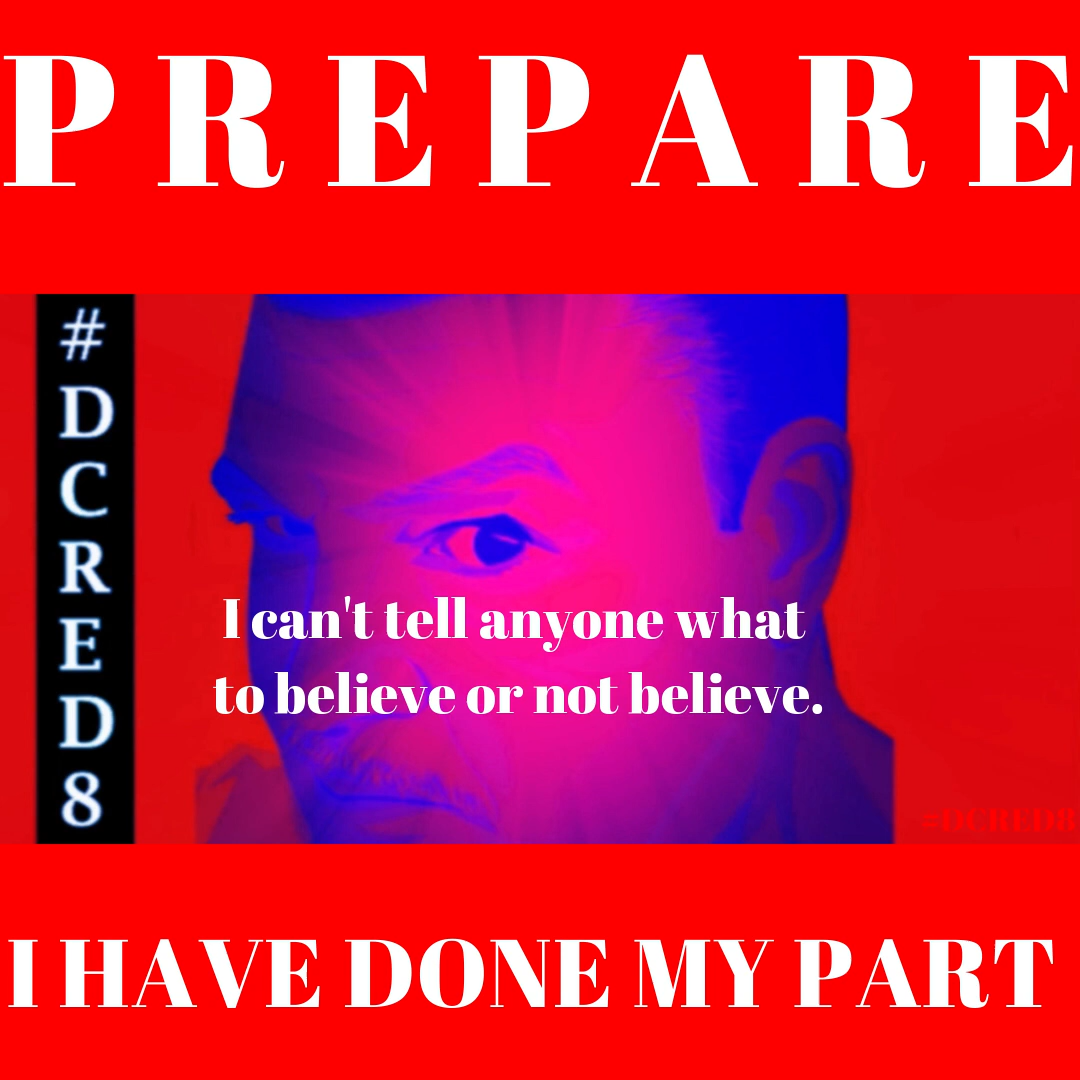 PREPARE
#DCRED8
I can't tell anyone what
to believe or not believe.
#DCRED8
I HAVE DONE MY PART